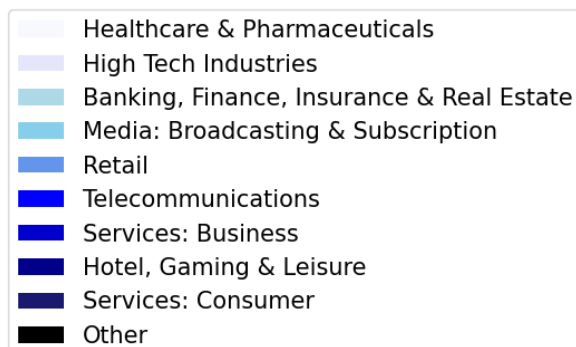 Healthcare & Pharmaceuticals
High Tech Industries
Banking, Finance, Insurance & Real Estate
Media: Broadcasting & Subscription
Retail
Telecommunications
Services: Business
Hotel, Gaming & Leisure
Services: Consumer
Other